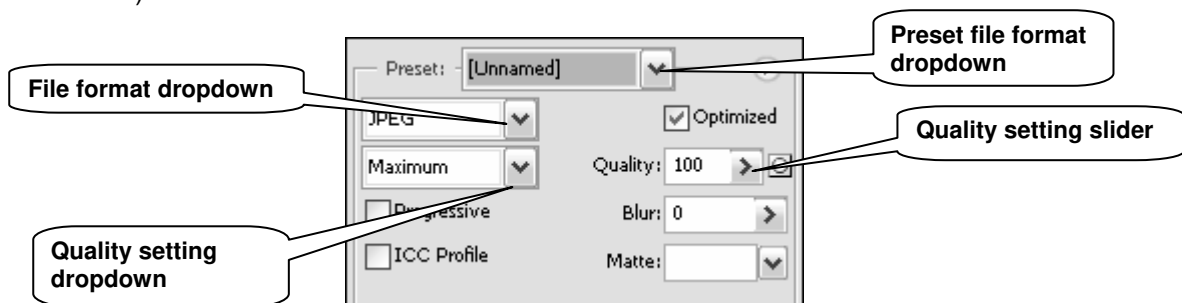 Preset file format
dropdown
Preset: [Unnamed]
File format dropdown
JPEG
Optimized
Quality setting slider
Maximum
Quality: 100
Progressive
Blur: 0
Quality setting
dropdown
ICC Profile
Matte: